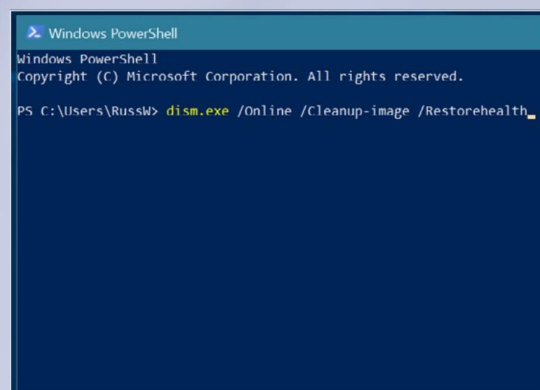 Windows PowerShell
Windows PowerShell
Copyright (C) Microsoft Corporation. All rights reserved.
PS C:\Users\RussW> dism.exe /Online /Cleanup-image /Restorehealth